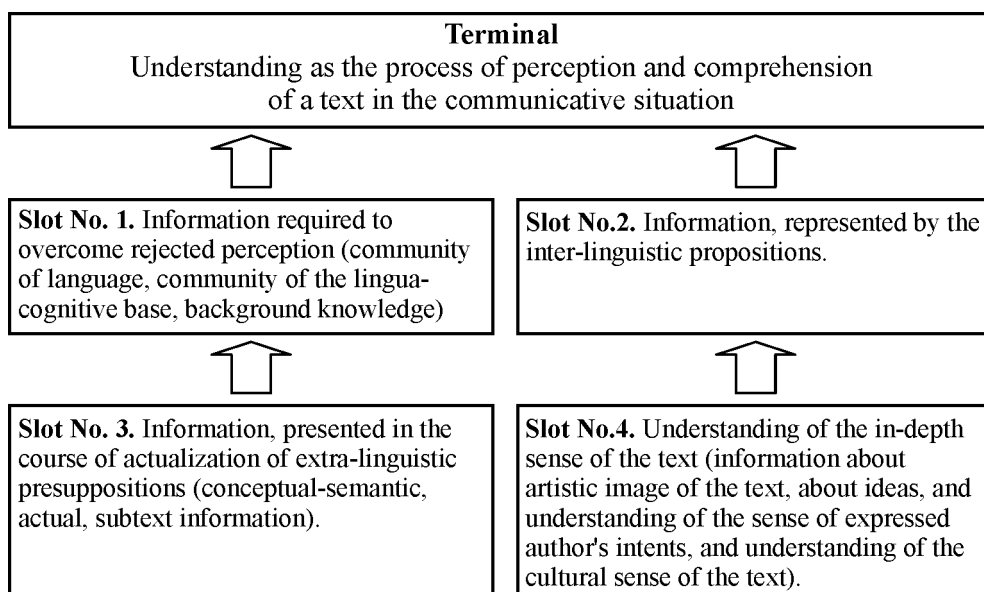 Terminal
Understanding as the process of perception and comprehension
of a text in the communicative situation
Slot No. 1. Information required to
overcome rejected perception (community
of language, community of the lingua-
cognitive base, background knowledge)
Slot No.2. Information, represented by the
inter-linguistic propositions.
Slot No. 3. Information, presented in the
course of actualization of extra-linguistic
presuppositions (conceptual-semantic,
actual, subtext information).
Slot No.4. Understanding of the in-depth
sense of the text (information about
artistic image of the text, about ideas, and
understanding of the sense of expressed
author's intents, and understanding of the
cultural sense of the text).